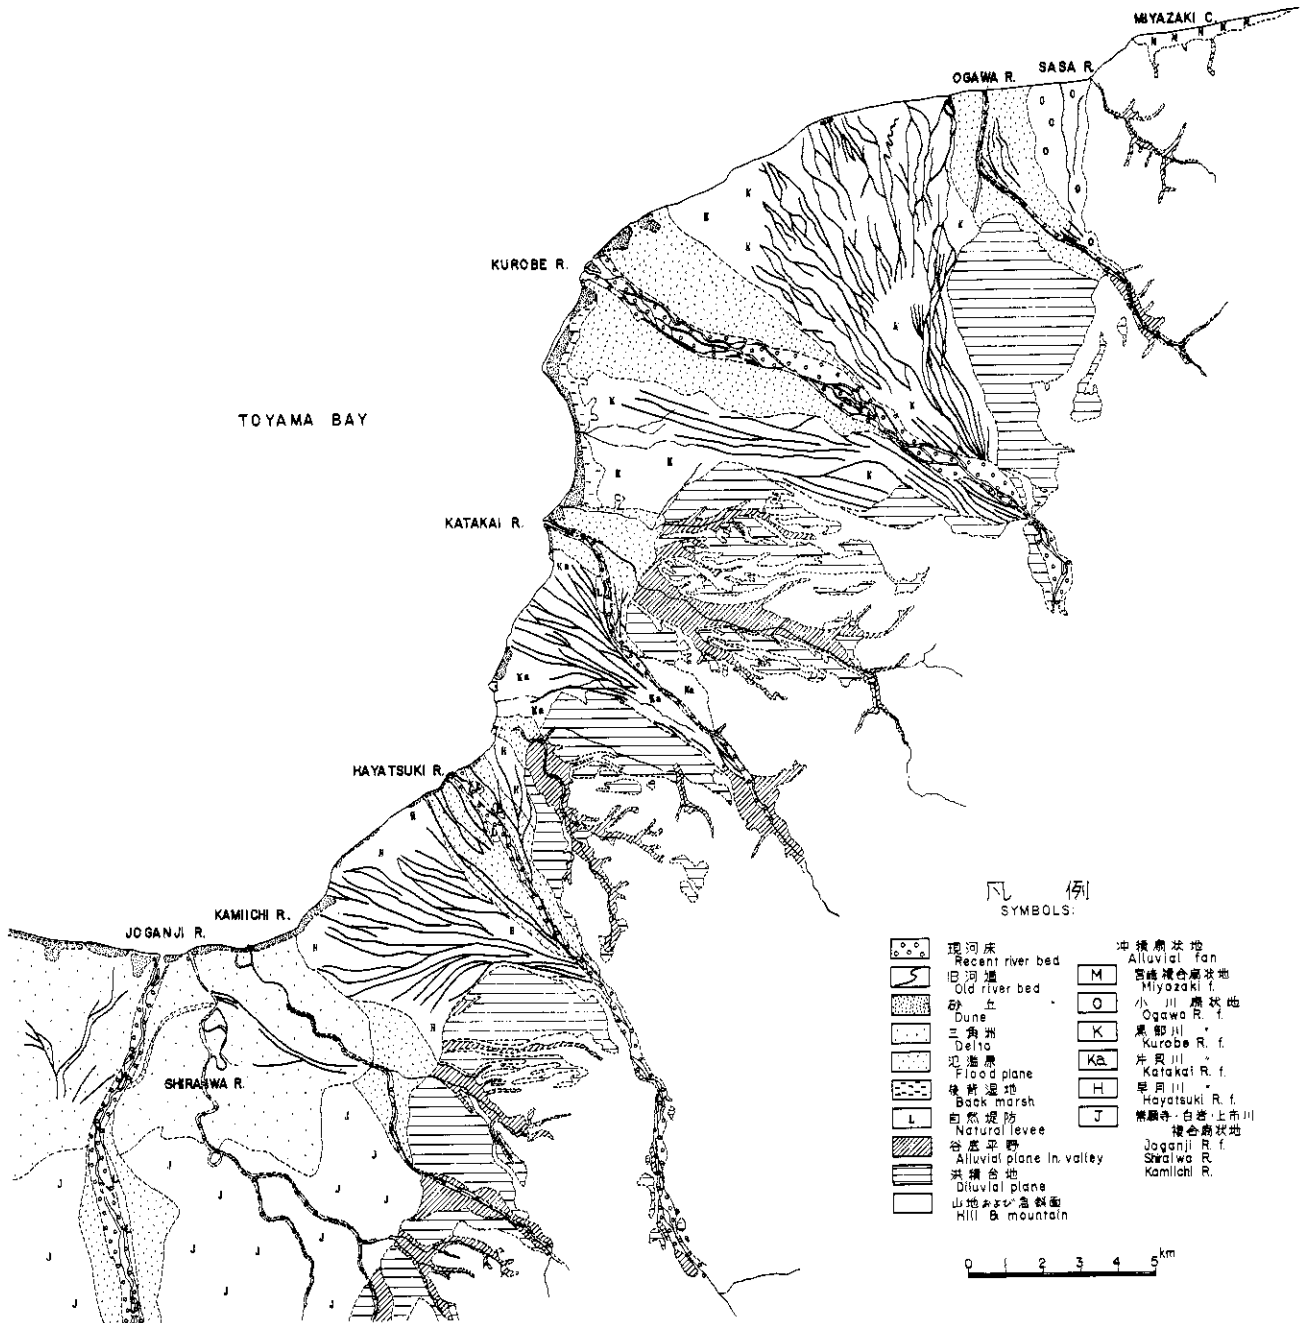 MIYAZAKI C.
SASA R.
OGAWA R.
KUROBE R.
TOYAMA BAY
KATAKAI R.
HAYATSUKI R.
KAMIICHI R.
JOGANJI R.
SHIRAIWA R.
凡 例
SYMBOLS:
現河床
Recent river bed
旧河道
Old river bed
砂丘
Dune
三角洲
Delta
氾濫原
Flood plane
後背湿地
Back marsh
L 自然堤防
Natural levee
谷底平野
Alluvial plane in valley
洪積台地
Diluvial plane
山地および急斜面
Hill & mountain
沖積扇状地
Alluvial fan
M 宮崎複合扇状地
Miyazaki f.
O 小川扇状地
Ogawa R. f.
K 黒部川 〃
Kurobe R. f.
Ka 片貝川 〃
Katakai R. f.
H 早月川 〃
Hayatsuki R. f.
J 常願寺・白岩・上市川
複合扇状地
Joganji R. f.
Shiraiwa R.
Kamiichi R.
0 1 2 3 4 5 km